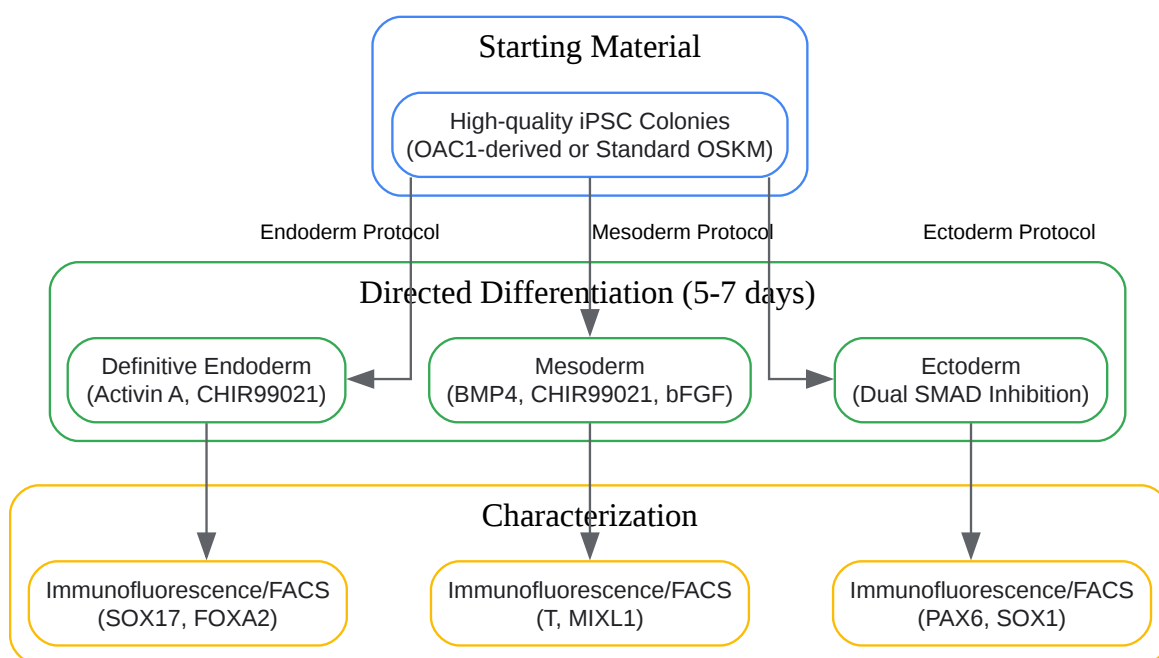 Starting Material
High-quality iPSC Colonies
(OAC1-derived or Standard OSKM)
Endoderm Protocol
Mesoderm Protocol
Ectoderm Protocol
Directed Differentiation (5-7 days)
Definitive Endoderm
(Activin A, CHIR99021)
Mesoderm
(BMP4, CHIR99021, bFGF)
Ectoderm
(Dual SMAD Inhibition)
Characterization
Immunofluorescence/FACS
(SOX17, FOXA2)
Immunofluorescence/FACS
(T, MIXL1)
Immunofluorescence/FACS
(PAX6, SOX1)